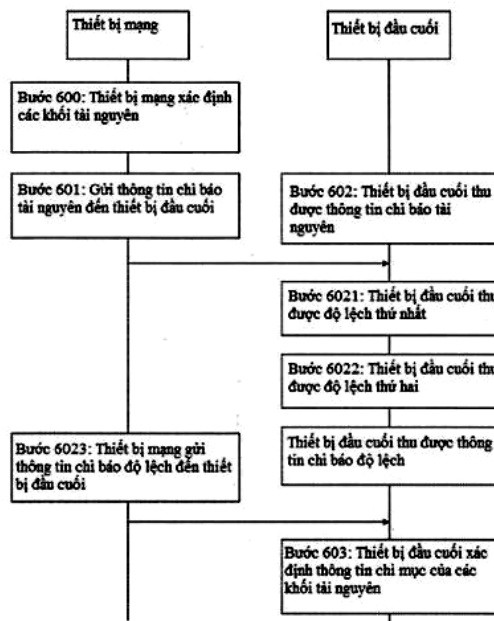 Thiết bị mạng
Thiết bị đầu cuối
Bước 600: Thiết bị mạng xác định
các khối tài nguyên
Bước 601: Gửi thông tin chỉ báo
tài nguyên đến thiết bị đầu cuối
Bước 602: Thiết bị đầu cuối thu
được thông tin chỉ báo tài
nguyên
Bước 6021: Thiết bị đầu cuối thu
được độ lệch thứ nhất
Bước 6022: Thiết bị đầu cuối thu
được độ lệch thứ hai
Bước 6023: Thiết bị mạng gửi
thông tin chỉ báo độ lệch đến thiết
bị đầu cuối
Thiết bị đầu cuối thu được thông
tin chỉ báo độ lệch
Bước 603: Thiết bị đầu cuối xác
định thông tin chỉ mục của các
khối tài nguyên